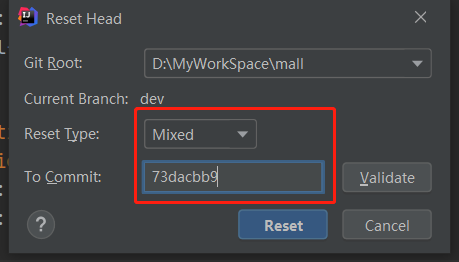 Reset Head
Git Root: D:\MyWorkSpace\mall
Current Branch: dev
Reset Type: Mixed
To Commit: 73dacbb9 Validate
? Reset Cancel